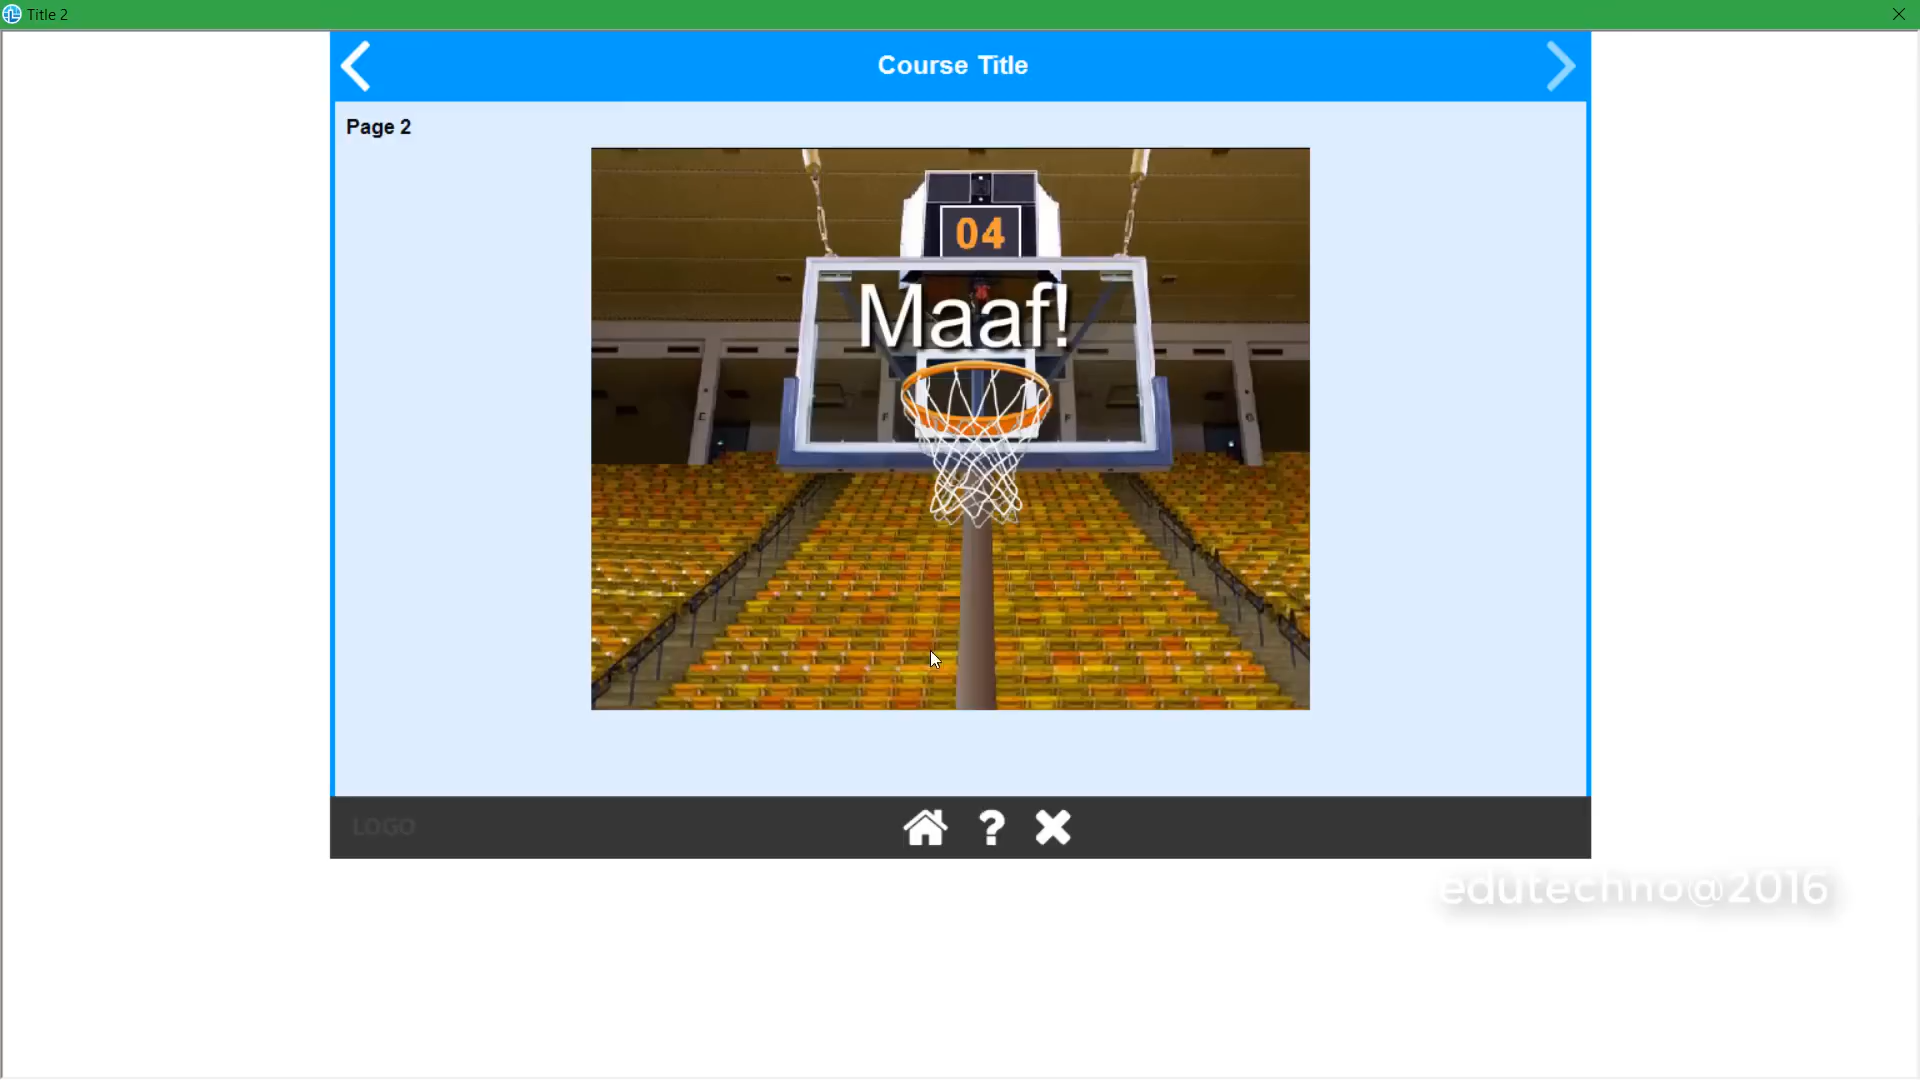 Title 2
Course Title
Page 2
04
Maaf!
E
F
F
G
LOGO
?
edutechno@2016